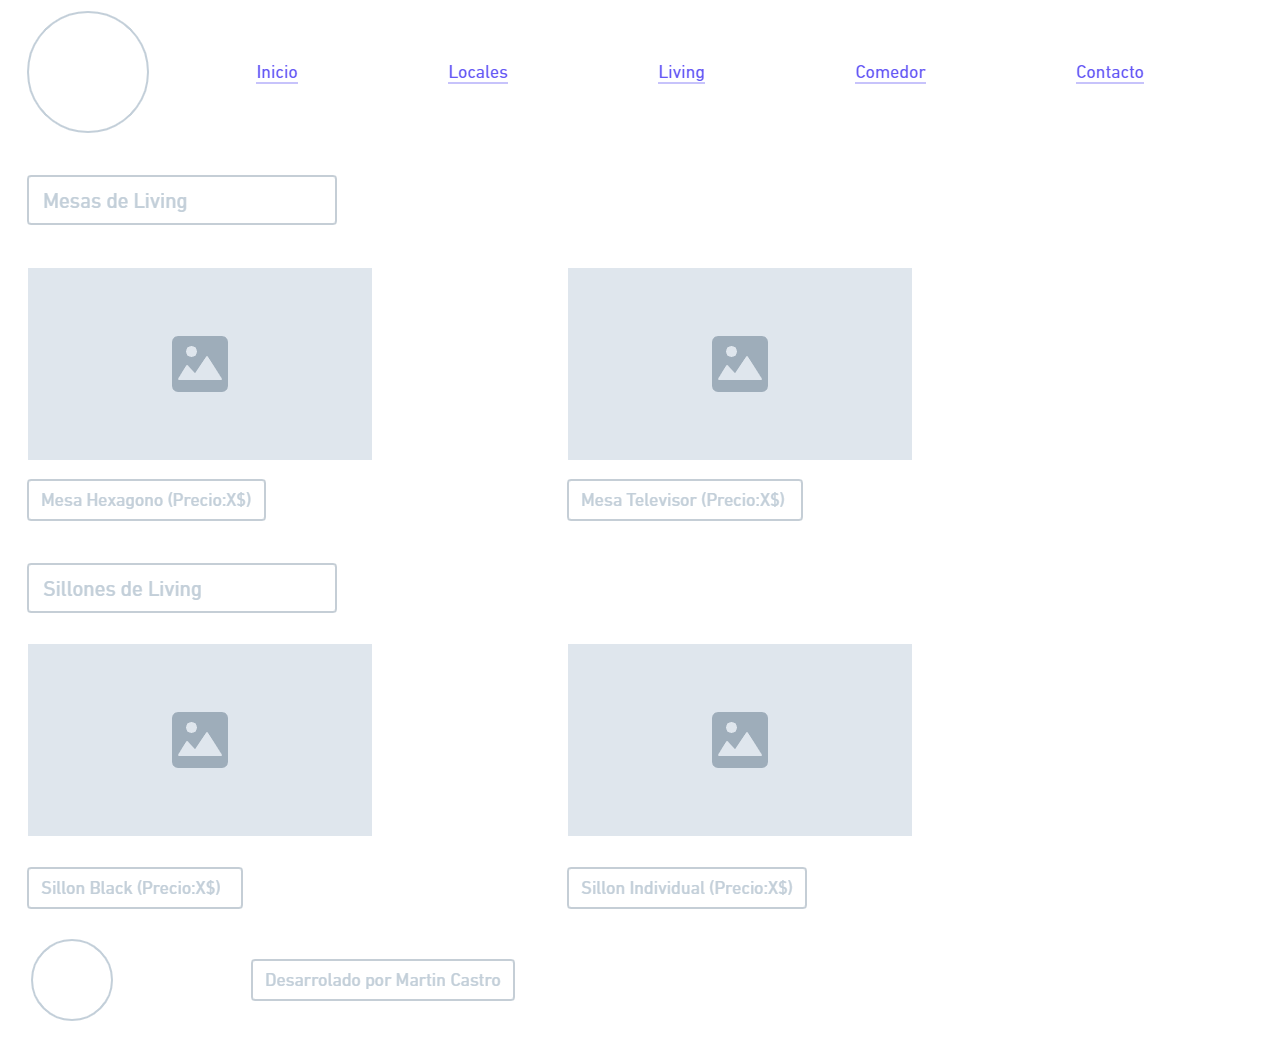 Inicio
Locales
Living
Comedor
Contacto
Mesas de Living
Mesa Hexagono (Precio:X$)
Mesa Televisor (Precio:X$)
Sillones de Living
Sillon Black (Precio:X$)
Sillon Individual (Precio:X$)
Desarrolado por Martin Castro